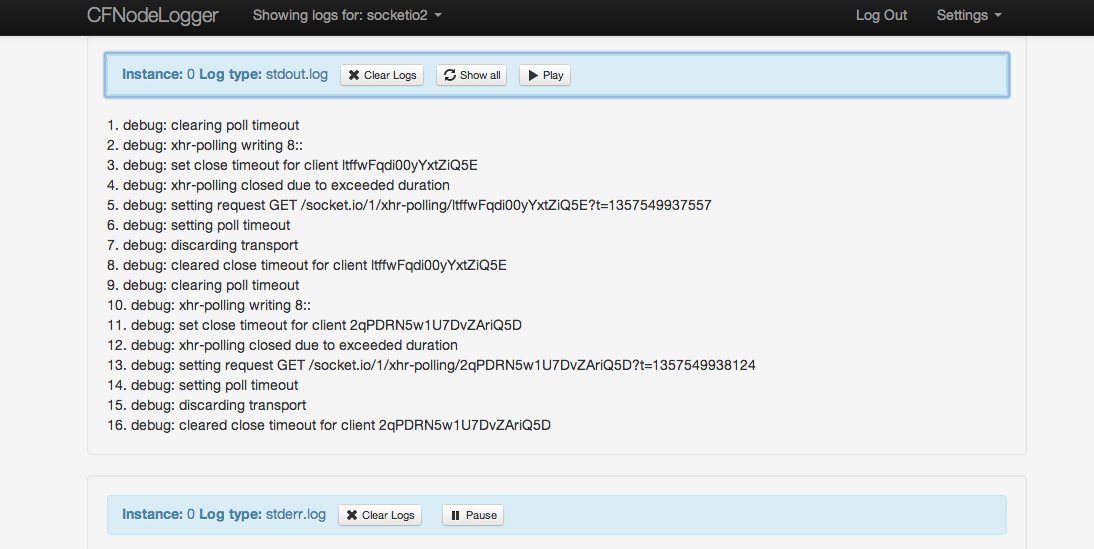 CFNodeLogger Showing logs for: socketio2 Log Out Settings
Instance: 0 Log type: stdout.log Clear Logs Show all Play
1. debug: clearing poll timeout
2. debug: xhr-polling writing 8::
3. debug: set close timeout for client ltffwFqdi00yYxtZiQ5E
4. debug: xhr-polling closed due to exceeded duration
5. debug: setting request GET /socket.io/1/xhr-polling/ltffwFqdi00yYxtZiQ5E?t=1357549937557
6. debug: setting poll timeout
7. debug: discarding transport
8. debug: cleared close timeout for client ltffwFqdi00yYxtZiQ5E
9. debug: clearing poll timeout
10. debug: xhr-polling writing 8::
11. debug: set close timeout for client 2qPDRN5w1U7DvZAriQ5D
12. debug: xhr-polling closed due to exceeded duration
13. debug: setting request GET /socket.io/1/xhr-polling/2qPDRN5w1U7DvZAriQ5D?t=1357549938124
14. debug: setting poll timeout
15. debug: discarding transport
16. debug: cleared close timeout for client 2qPDRN5w1U7DvZAriQ5D
Instance: 0 Log type: stderr.log Clear Logs Pause